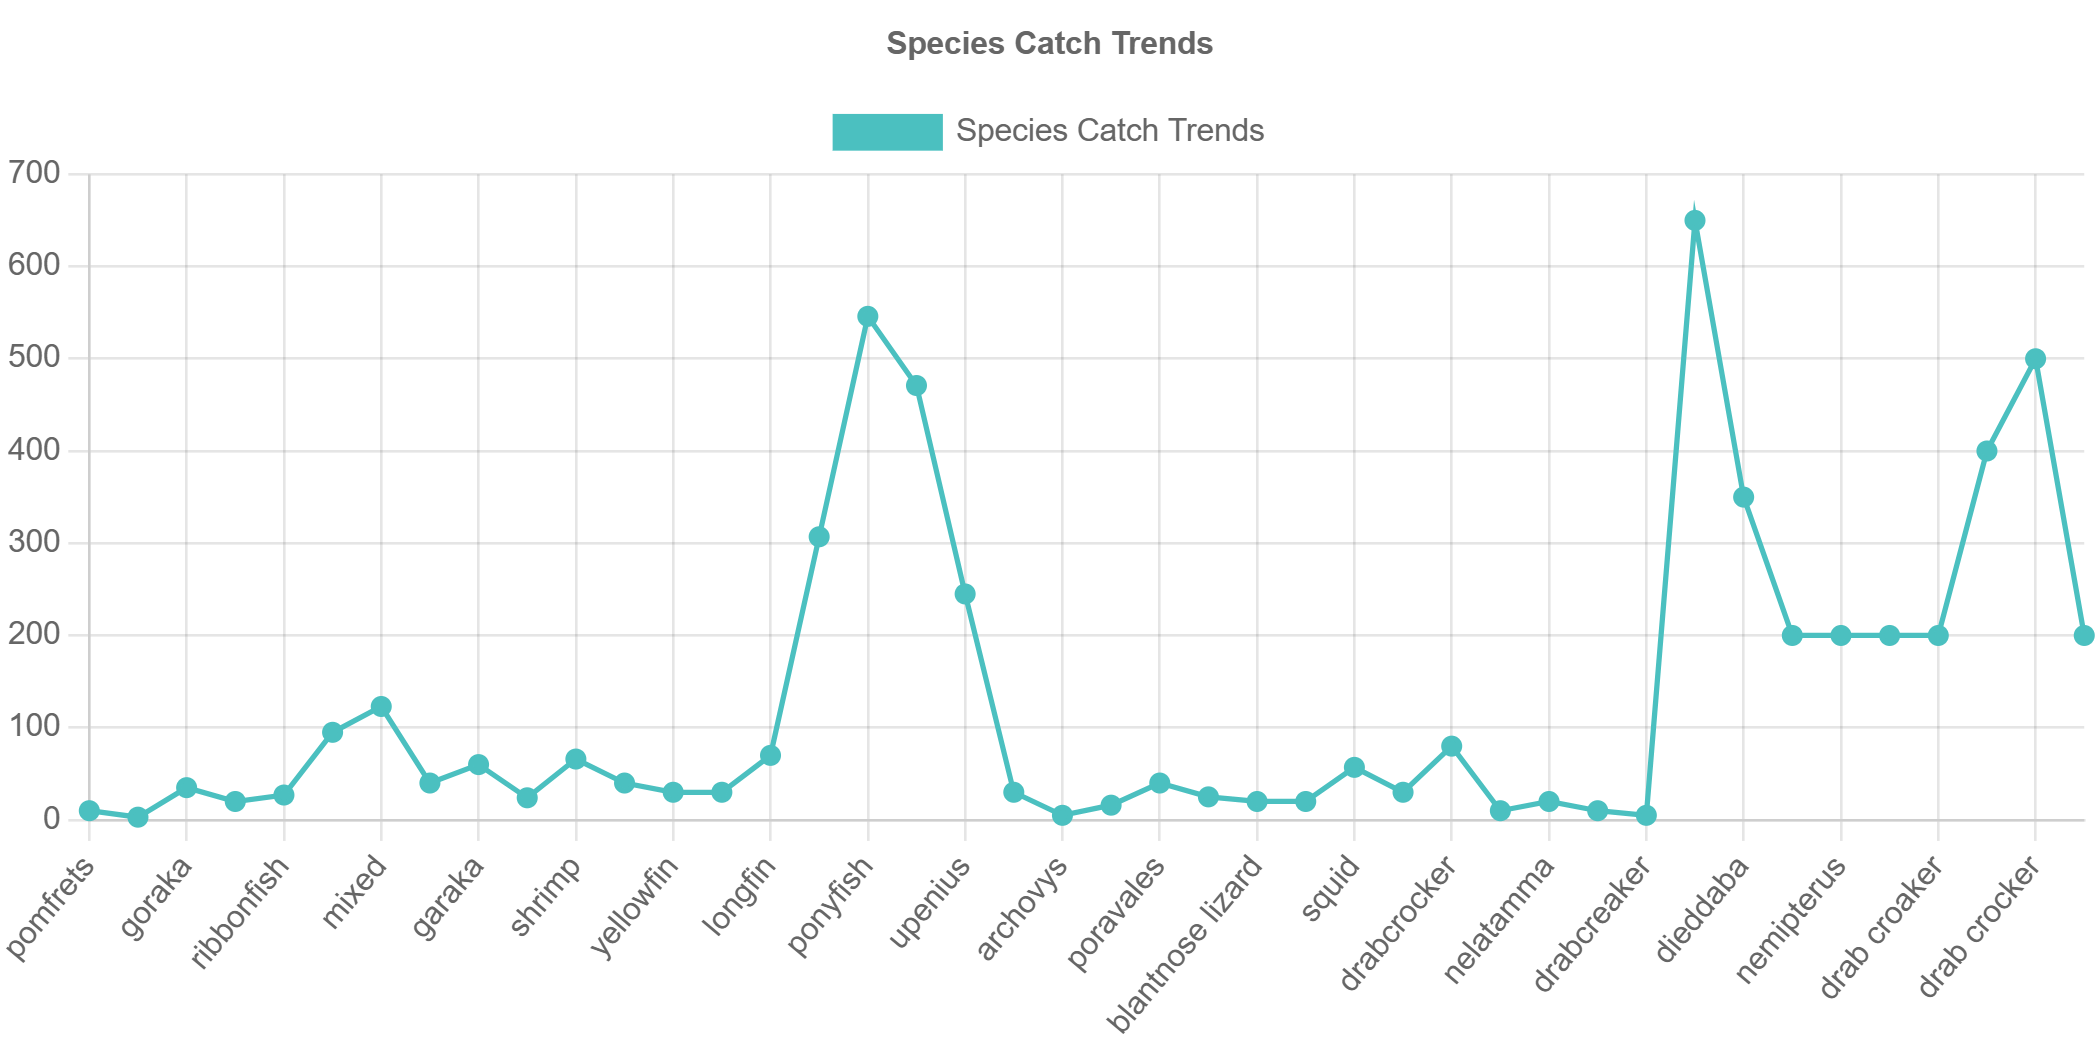 Species Catch Trends
Species Catch Trends
700
600
500
400
300
200
100
0
pomfrets
goraka
ribbonfish
mixed
garaka
shrimp
yellowfin
longfin
ponyfish
upenius
archovys
poravales
blantnose lizard
squid
drabcrocker
nelatamma
drabcreaker
dieddaba
nemipterus
drab croaker
drab crocker